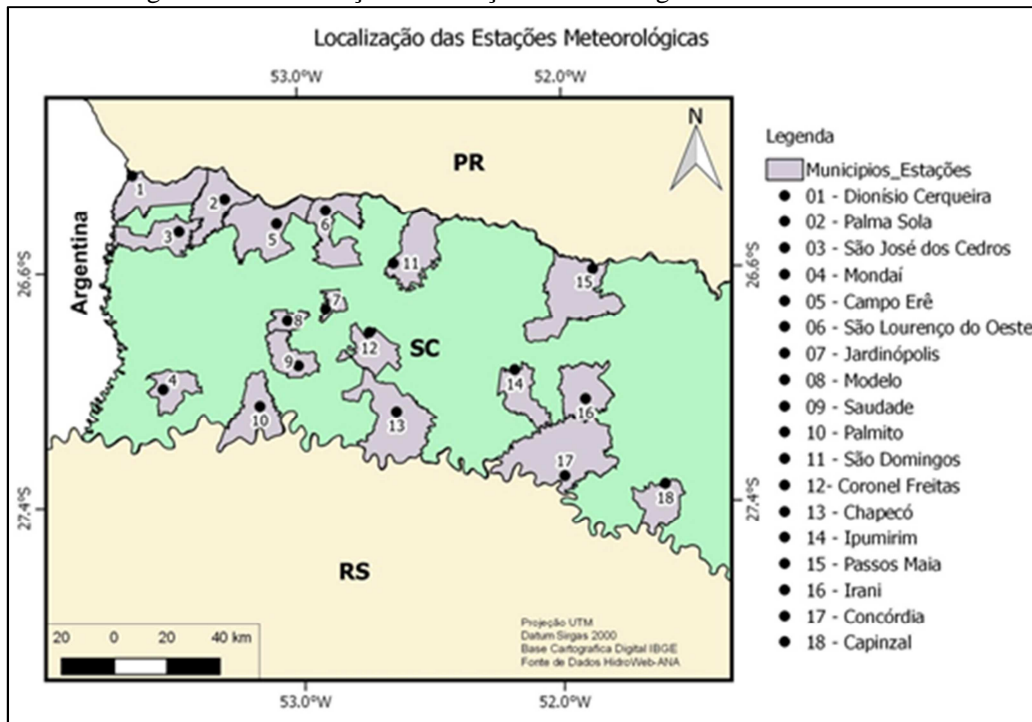 Localização das Estações Meteorológicas
53.0°W 52.0°W
N
PR
Argentina
SC
RS
26.6°S
27.4°S
26.6°S
27.4°S
1
2
3
4
5
6
7
8
9
10
11
12
13
14
15
16
17
18
20 0 20 40 km
Projeção UTM
Datum Sirgas 2000
Base Cartografica Digital IBGE
Fonte de Dados HidroWeb-ANA
53.0°W 52.0°W
Legenda
Municipios_Estações
01 - Dionísio Cerqueira
02 - Palma Sola
03 - São José dos Cedros
04 - Mondaí
05 - Campo Erê
06 - São Lourenço do Oeste
07 - Jardinópolis
08 - Modelo
09 - Saudade
10 - Palmito
11 - São Domingos
12- Coronel Freitas
13 - Chapecó
14 - Ipumirim
15 - Passos Maia
16 - Irani
17 - Concórdia
18 - Capinzal